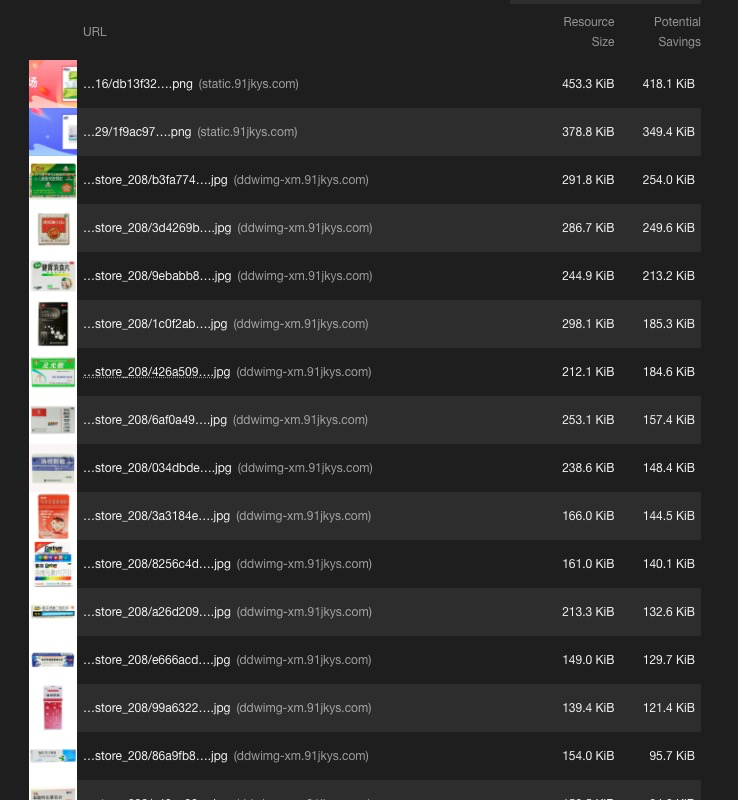 Resource Potential
URL
Size Savings
…16/db13f32….png (static.91jkys.com) 453.3 KiB 418.1 KiB
…29/1f9ac97….png (static.91jkys.com) 378.8 KiB 349.4 KiB
…store_208/b3fa774….jpg (ddwimg-xm.91jkys.com) 291.8 KiB 254.0 KiB
…store_208/3d4269b….jpg (ddwimg-xm.91jkys.com) 286.7 KiB 249.6 KiB
…store_208/9ebabb8….jpg (ddwimg-xm.91jkys.com) 244.9 KiB 213.2 KiB
…store_208/1c0f2ab….jpg (ddwimg-xm.91jkys.com) 298.1 KiB 185.3 KiB
…store_208/426a509….jpg (ddwimg-xm.91jkys.com) 212.1 KiB 184.6 KiB
…store_208/6af0a49….jpg (ddwimg-xm.91jkys.com) 253.1 KiB 157.4 KiB
…store_208/034dbde….jpg (ddwimg-xm.91jkys.com) 238.6 KiB 148.4 KiB
…store_208/3a3184e….jpg (ddwimg-xm.91jkys.com) 166.0 KiB 144.5 KiB
…store_208/8256c4d….jpg (ddwimg-xm.91jkys.com) 161.0 KiB 140.1 KiB
…store_208/a26d209….jpg (ddwimg-xm.91jkys.com) 213.3 KiB 132.6 KiB
…store_208/e666acd….jpg (ddwimg-xm.91jkys.com) 149.0 KiB 129.7 KiB
…store_208/99a6322….jpg (ddwimg-xm.91jkys.com) 139.4 KiB 121.4 KiB
…store_208/86a9fb8….jpg (ddwimg-xm.91jkys.com) 154.0 KiB 95.7 KiB